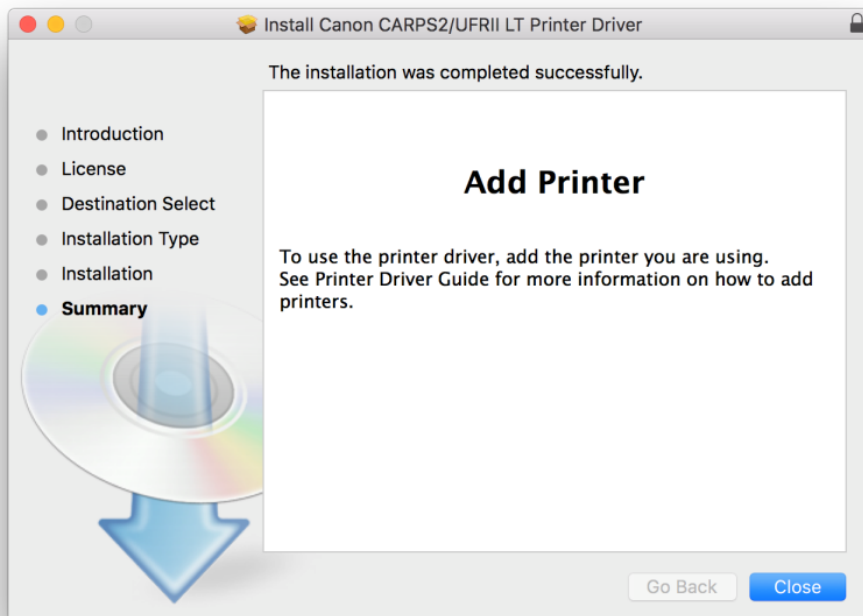 Install Canon CARPS2/UFRII LT Printer Driver
The installation was completed successfully.
Introduction
License
Destination Select
Installation Type
Installation
Summary
Add Printer
To use the printer driver, add the printer you are using.
See Printer Driver Guide for more information on how to add
printers.
Go Back
Close